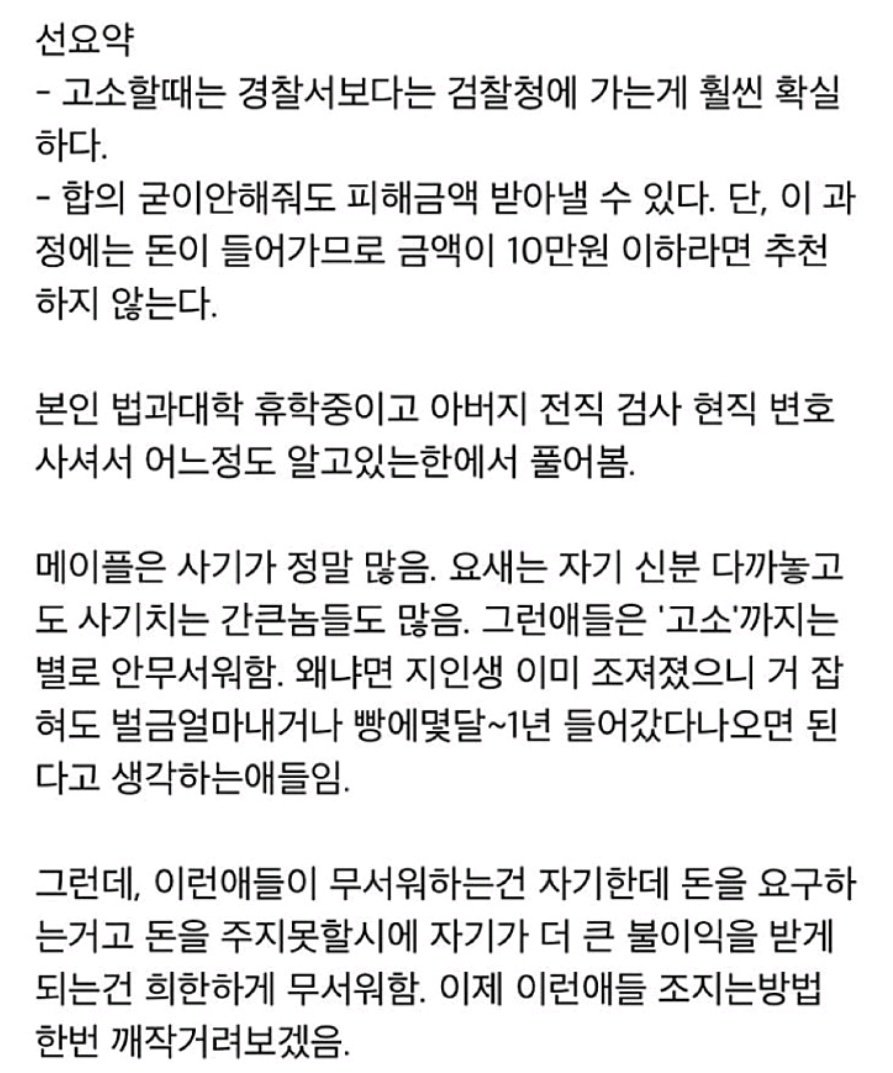 선요약
- 고소할때는 경찰서보다는 검찰청에 가는게 훨씬 확실
하다.
- 합의 굳이안해줘도 피해금액 받아낼 수 있다. 단, 이 과
정에는 돈이 들어가므로 금액이 10만원 이하라면 추천
하지 않는다.
본인 법과대학 휴학중이고 아버지 전직 검사 현직 변호
사셔서 어느정도 알고있는한에서 풀어봄.
메이플은 사기가 정말 많음. 요새는 자기 신분 다까놓고
도 사기치는 간큰놈들도 많음. 그런애들은 '고소'까지는
별로 안무서워함. 왜냐면 지인생 이미 조져졌으니 거 잡
혀도 벌금얼마내거나 빵에몇달~1년 들어갔다나오면 된
다고 생각하는애들임.
그런데, 이런애들이 무서워하는건 자기한데 돈을 요구하
는거고 돈을 주지못할시에 자기가 더 큰 불이익을 받게
되는건 희한하게 무서워함. 이제 이런애들 조지는방법
한번 깨작거려보겠음.